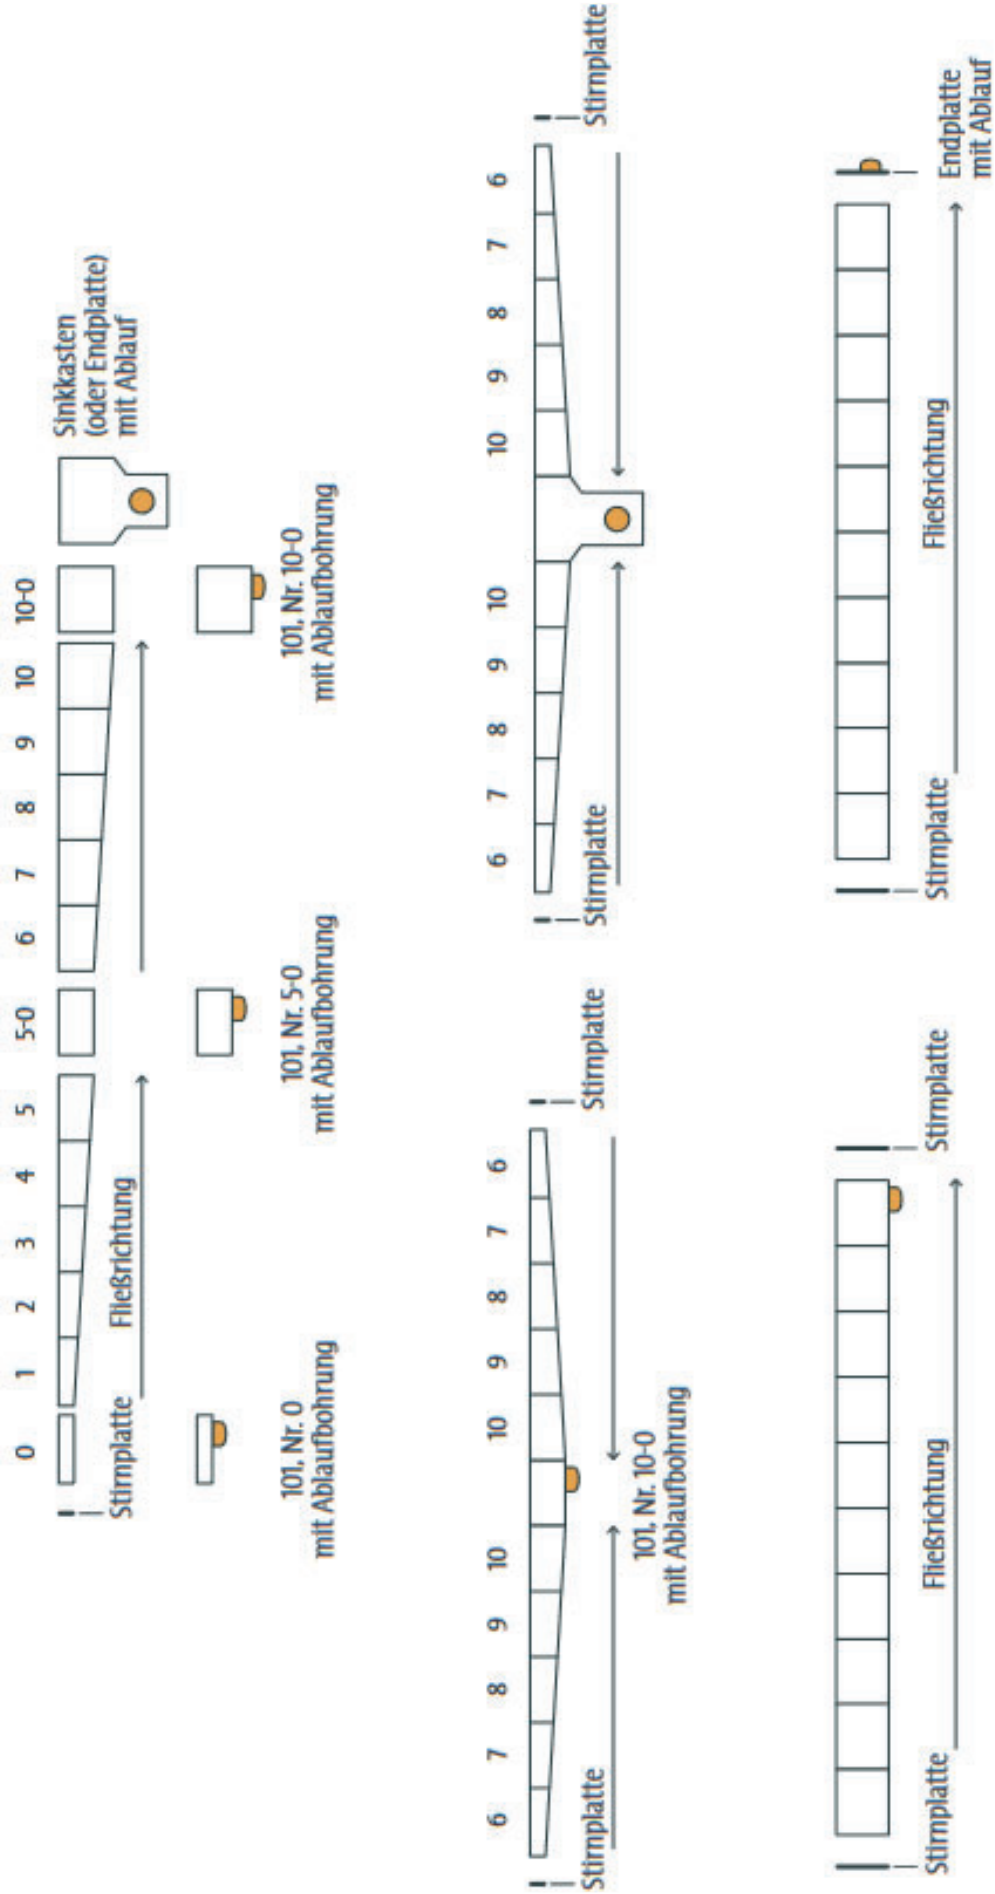 0 1 2 3 4 5 5-0 6 7 8 9 10 10-0
Stirnplatte
Fließrichtung
Sinkkasten
(oder Endplatte)
mit Ablauf
101, Nr. 0
mit Ablaufbohrung
101, Nr. 5-0
mit Ablaufbohrung
101, Nr. 10-0
mit Ablaufbohrung
6 7 8 9 10 10 9 8 7 6
Stirnplatte
Stirnplatte
101, Nr. 10-0
mit Ablaufbohrung
6 7 8 9 10 10 9 8 7 6
Stirnplatte
Stirnplatte
Stirnplatte
Fließrichtung
Stirnplatte
Stirnplatte
Fließrichtung
Endplatte
mit Ablauf